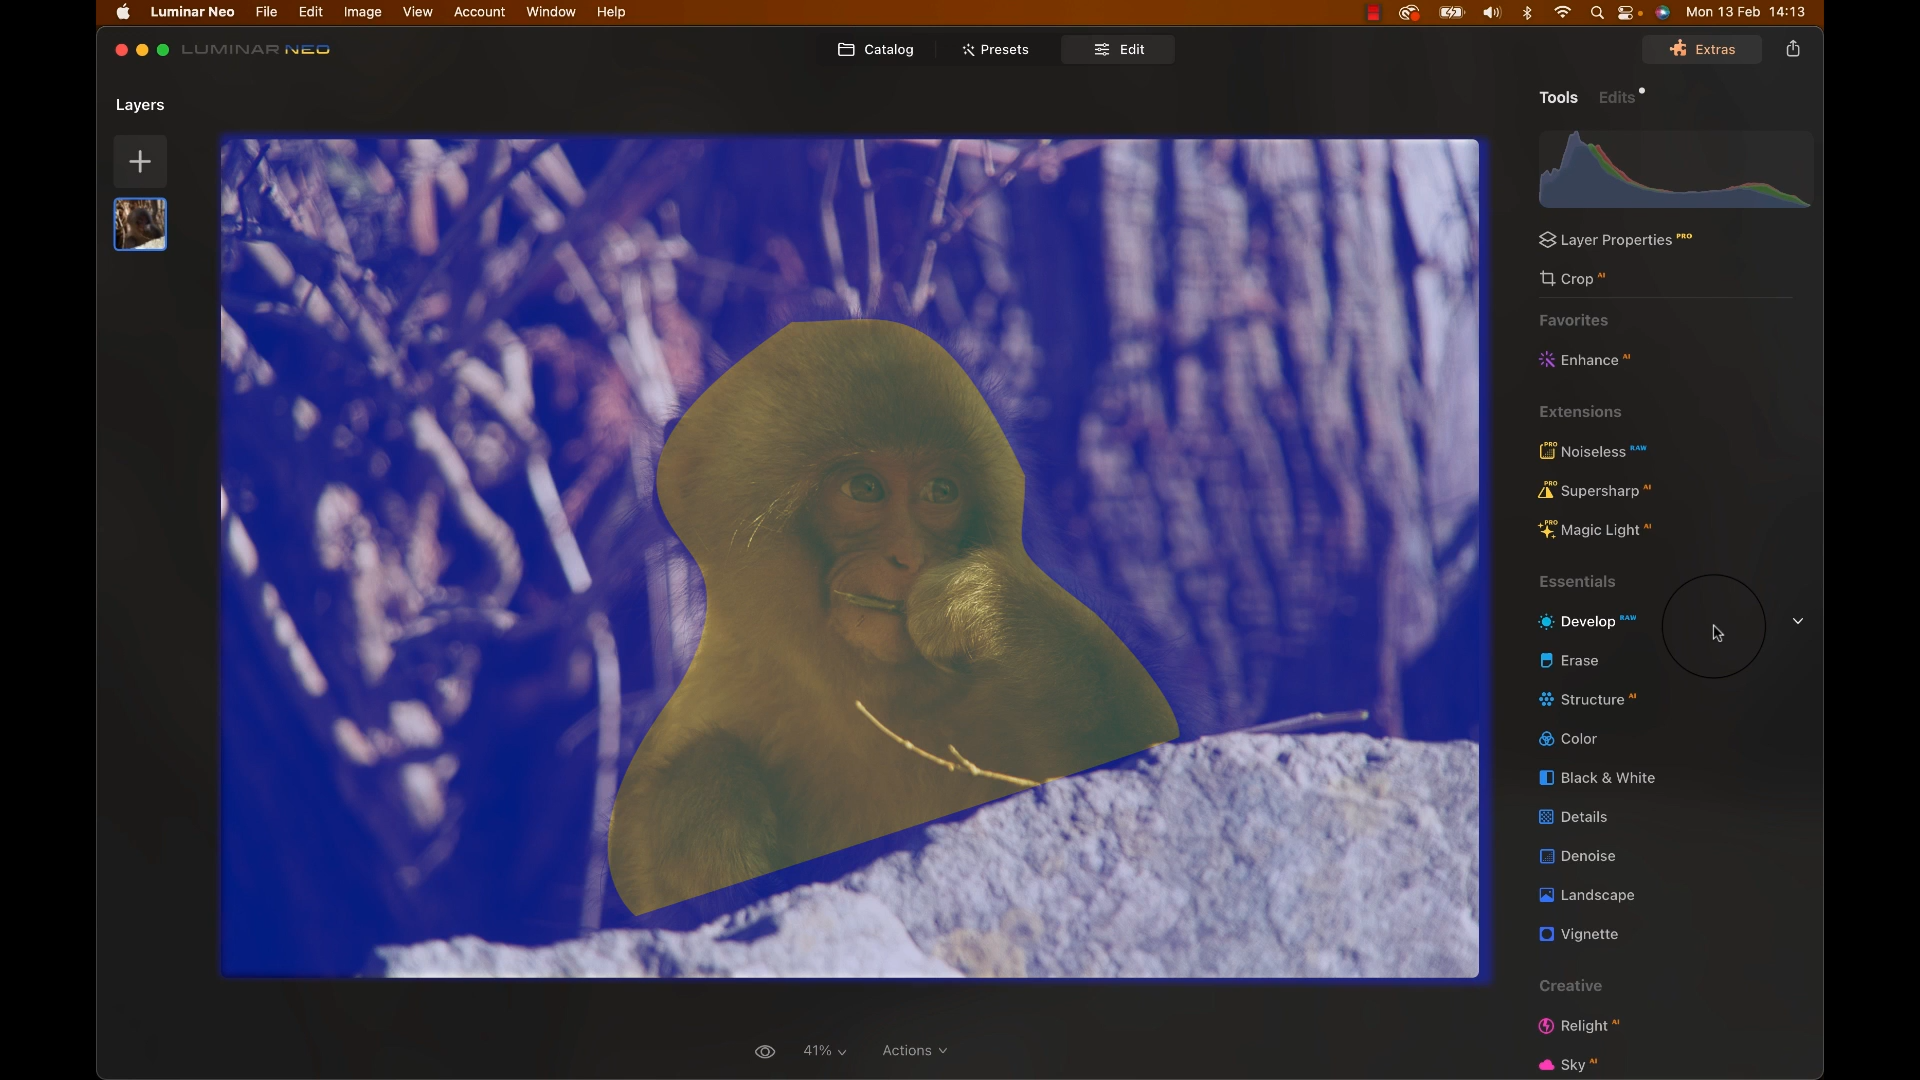 Luminar Neo File Edit Image View Account Window Help Mon 13 Feb 14:13
LUMINAR NEO Catalog Presets Edit Extras
Layers
Tools Edits
Layer Properties PRO
Crop AI
Favorites
Enhance AI
Extensions
PRO Noiseless RAW
PRO Supersharp AI
PRO Magic Light AI
Essentials
Develop RAW
Erase
Structure AI
Color
Black & White
Details
Denoise
Landscape
Vignette
Creative
Relight AI
Sky AI
41% Actions